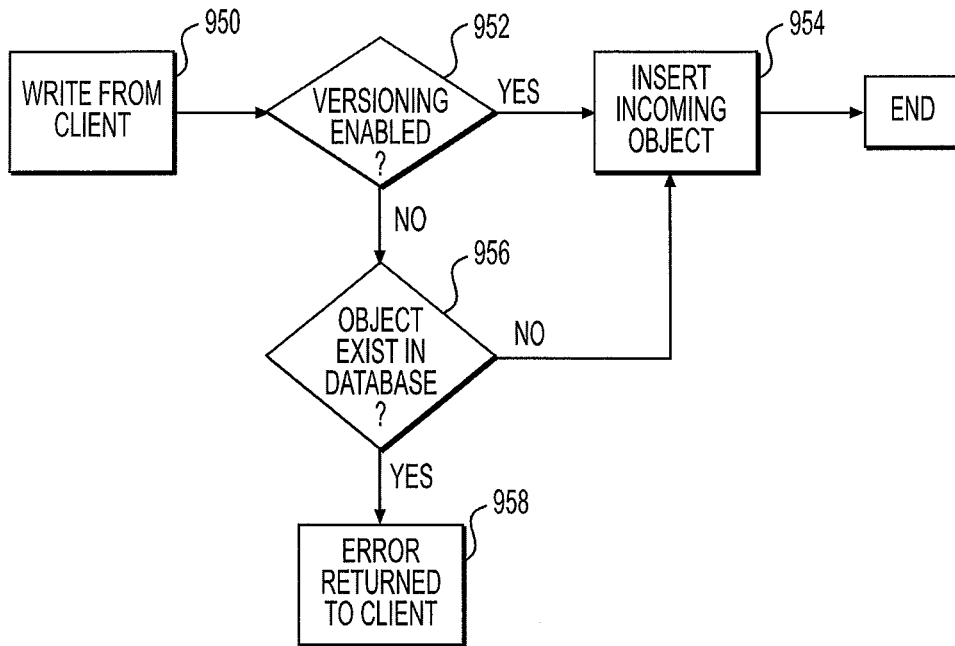 950
WRITE FROM
CLIENT
952
VERSIONING
ENABLED
?
YES
954
INSERT
INCOMING
OBJECT
END
NO
956
OBJECT
EXIST IN
DATABASE
?
NO
YES
958
ERROR
RETURNED
TO CLIENT